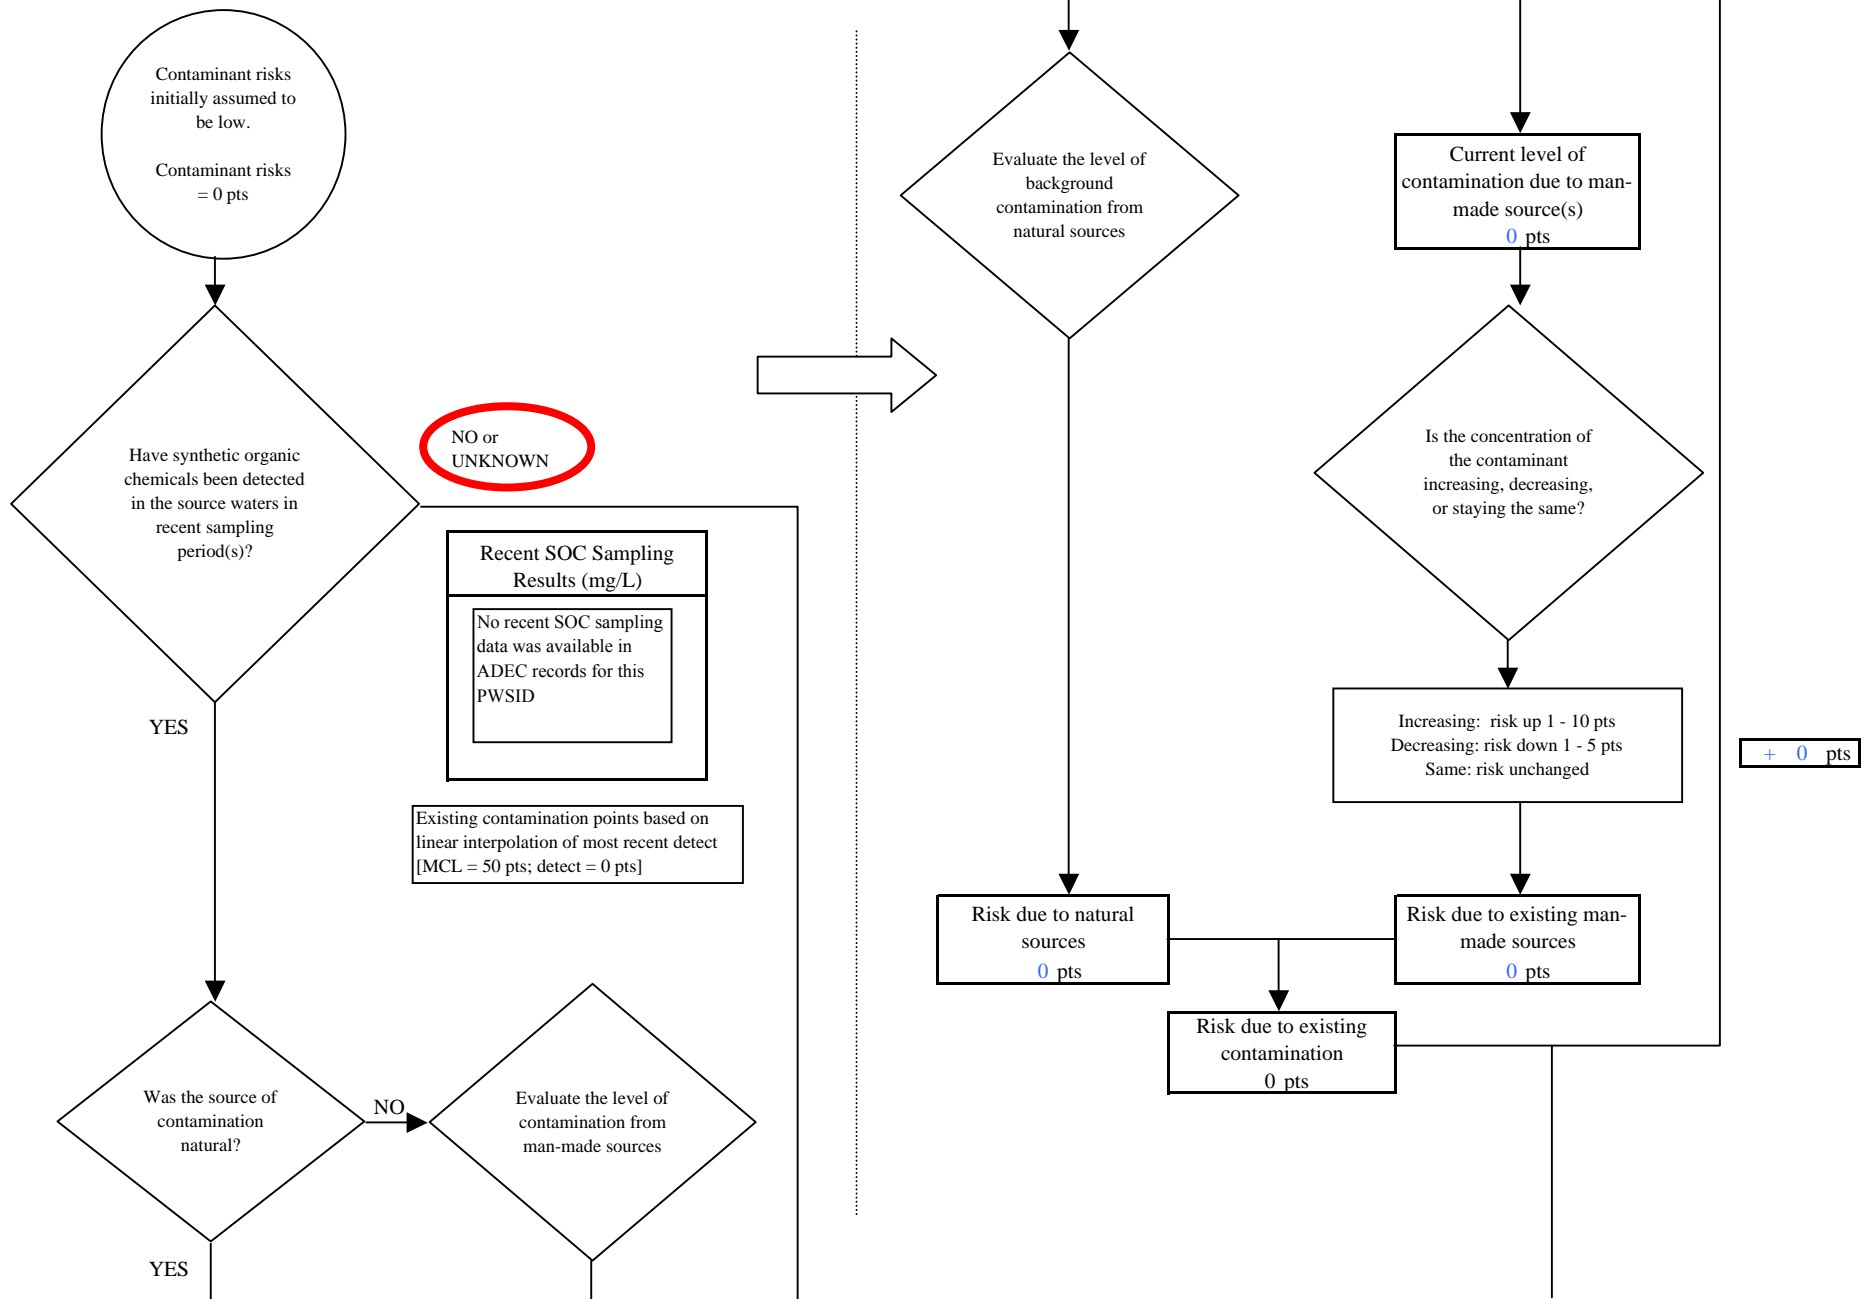 Contaminant risks
initially assumed to
be low.
Contaminant risks
= 0 pts
Have synthetic organic
chemicals been detected
in the source waters in
recent sampling
period(s)?
NO or
UNKNOWN
Recent SOC Sampling
Results (mg/L)
No recent SOC sampling
data was available in
ADEC records for this
PWSID
YES
Existing contamination points based on
linear interpolation of most recent detect
[MCL = 50 pts; detect = 0 pts]
Was the source of
contamination
natural?
NO
Evaluate the level of
contamination from
man-made sources
YES
Evaluate the level of
background
contamination from
natural sources
Current level of
contamination due to man-
made source(s)
0 pts
Is the concentration of
the contaminant
increasing, decreasing,
or staying the same?
Increasing: risk up 1 - 10 pts
Decreasing: risk down 1 - 5 pts
Same: risk unchanged
+ 0 pts
Risk due to natural
sources
0 pts
Risk due to existing man-
made sources
0 pts
Risk due to existing
contamination
0 pts